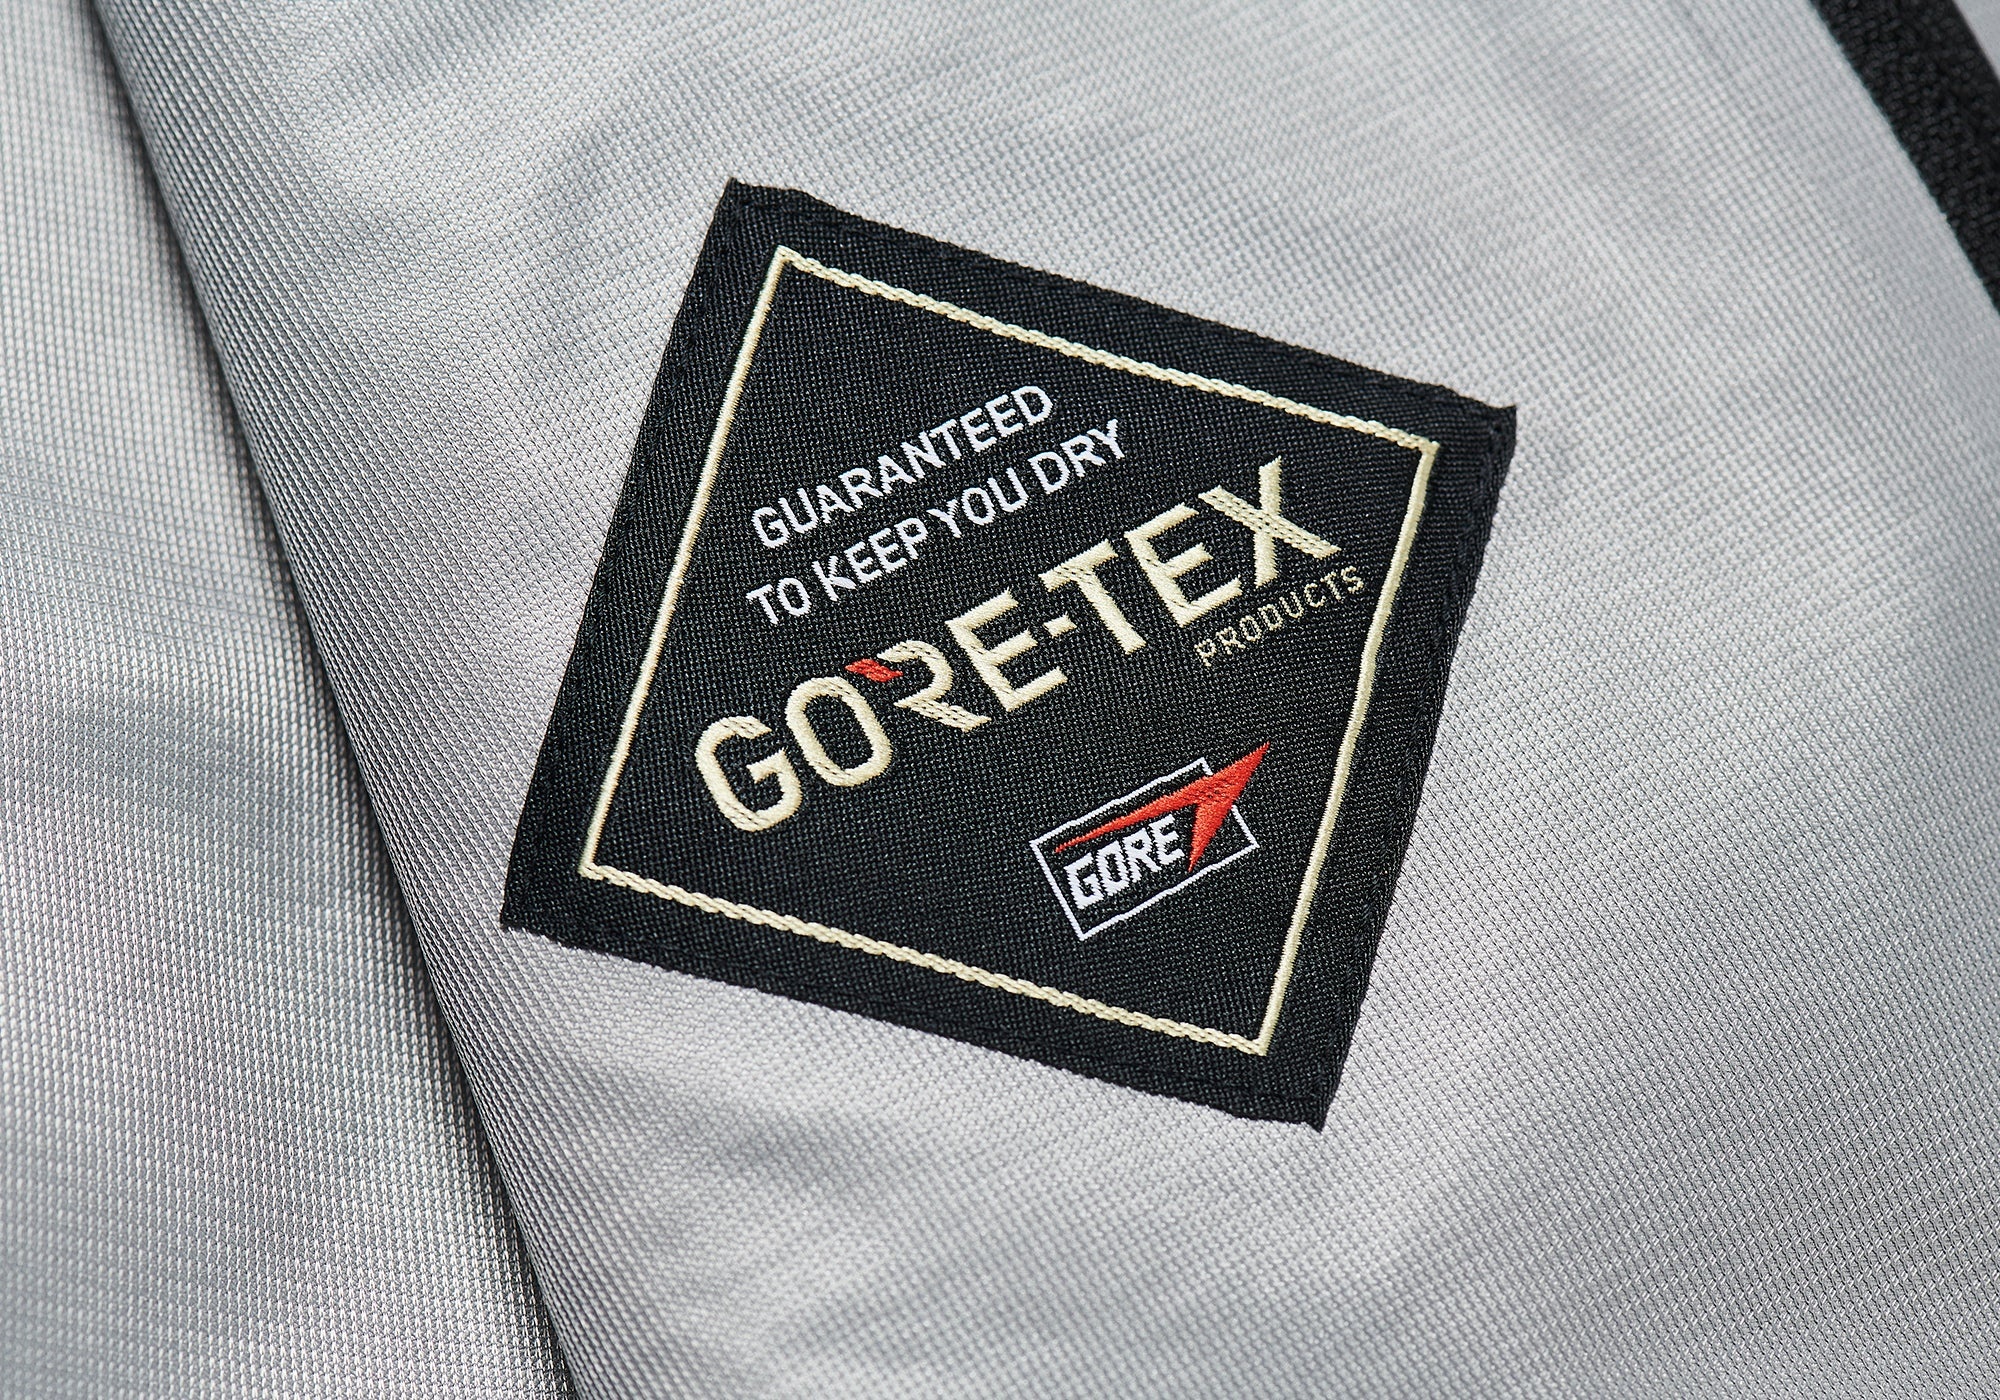 GUARANTEED
TO KEEP YOU DRY
GORE-TEX
PRODUCTS
GORE